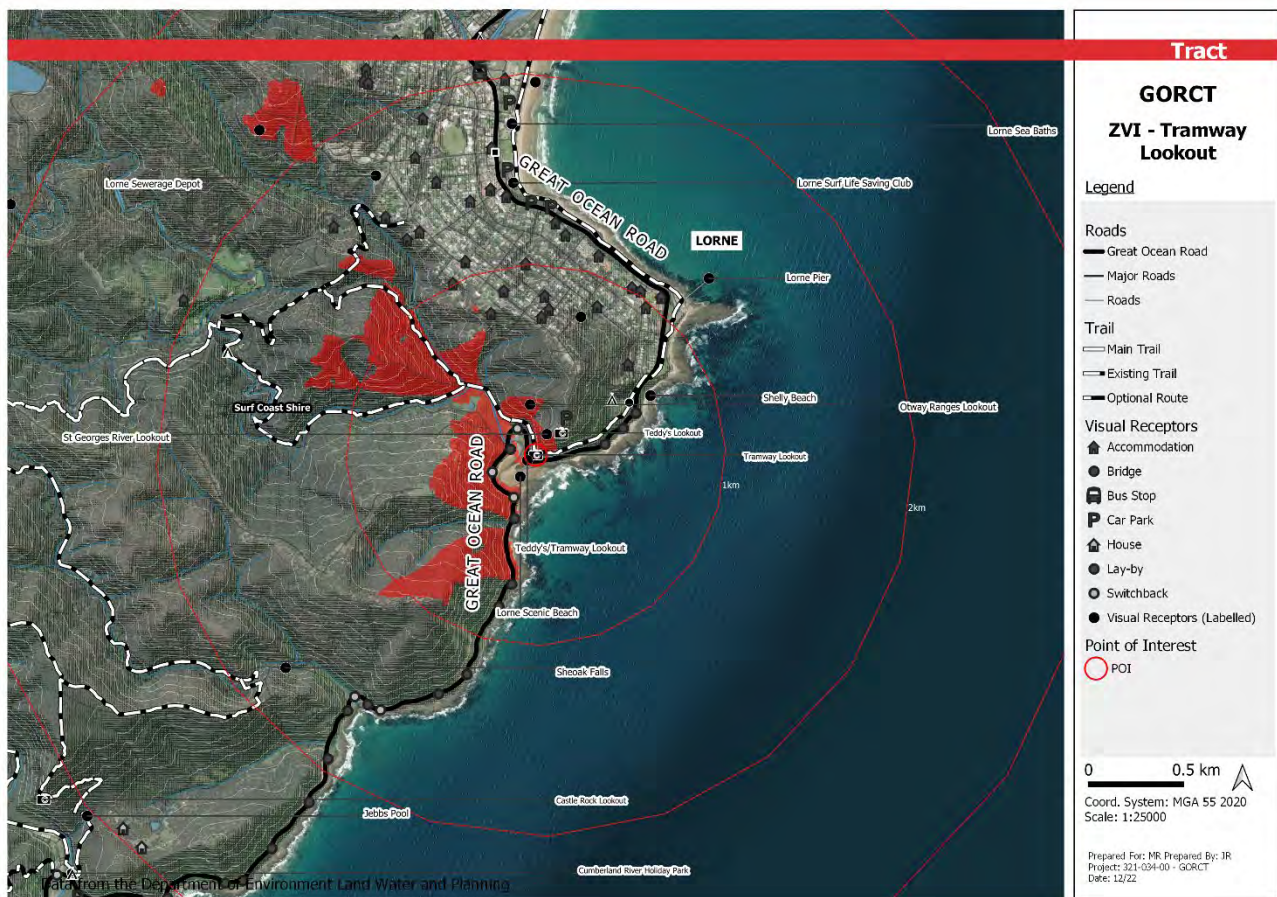 Tract
GORCT
ZVI - Tramway
Lookout
Legend
Roads
Great Ocean Road
Major Roads
Roads
Trail
Main Trail
Existing Trail
Optional Route
Visual Receptors
Accommodation
Bridge
Bus Stop
Car Park
House
Lay-by
Switchback
Visual Receptors (Labelled)
Point of Interest
POI
0 0.5 km
Coord. System: MGA 55 2020
Scale: 1:25000
Prepared For: MR Prepared By: JR
Project: 321-034-00 - GORCT
Date: 12/22
P
Lorne Sea Baths
P
Lorne Sewerage Depot
Lorne Surf Life Saving Club
GREAT OCEAN ROAD
LORNE
Lorne Pier
Shelly Beach
Surf Coast Shire
Otway Ranges Lookout
P
St Georges River Lookout
Teddy's Lookout
Tramway Lookout
1km
2km
GREAT OCEAN ROAD
Teddy's/Tramway Lookout
Lorne Scenic Beach
Sheoak Falls
Castle Rock Lookout
Jebbs Pool
Cumberland River Holiday Park
Data from the Department of Environment Land Water and Planning